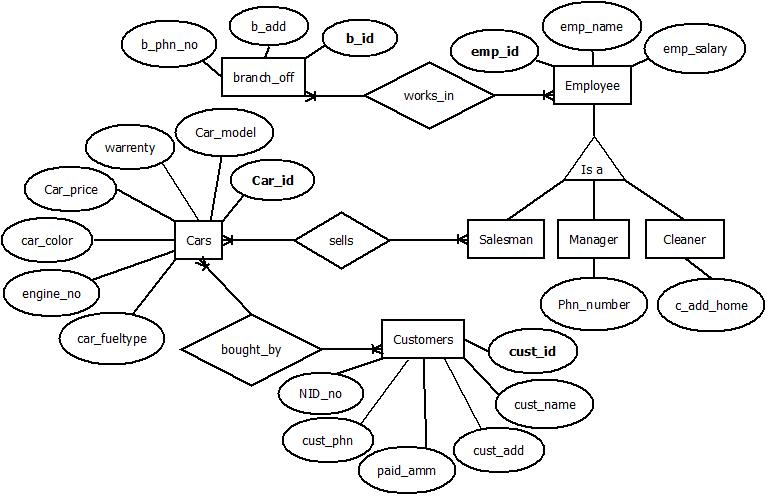 b_add
b_phn_no
b_id
branch_off
works_in
emp_name
emp_id
emp_salary
Employee
Is a
Car_model
warrenty
Car_id
Car_price
car_color
engine_no
car_fueltype
Cars
sells
Salesman
Manager
Cleaner
Phn_number
c_add_home
bought_by
Customers
cust_id
NID_no
cust_name
cust_phn
cust_add
paid_amm